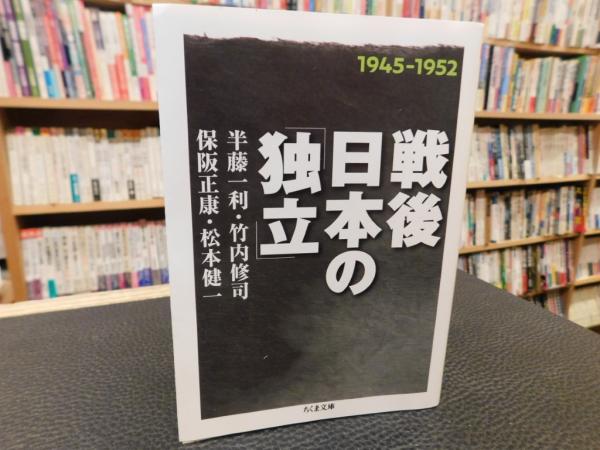 1945-1952
戦後
日本の
「独立」
半藤一利・竹内修司
保阪正康・松本健一
ちくま文庫